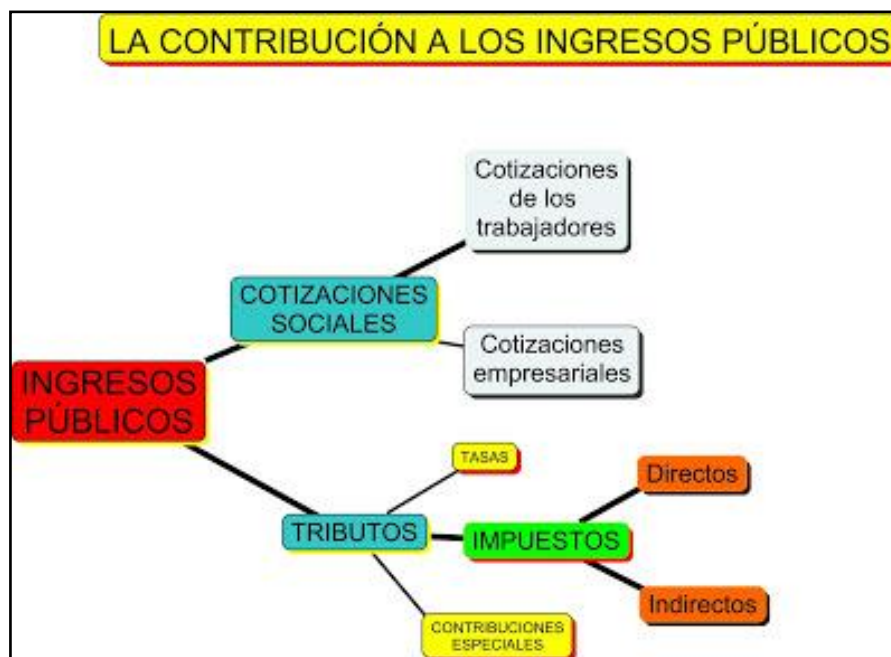 LA CONTRIBUCIÓN A LOS INGRESOS PÚBLICOS
Cotizaciones
de los
trabajadores
COTIZACIONES
SOCIALES
Cotizaciones
empresariales
INGRESOS
PÚBLICOS
TASAS
Directos
TRIBUTOS
IMPUESTOS
Indirectos
CONTRIBUCIONES
ESPECIALES